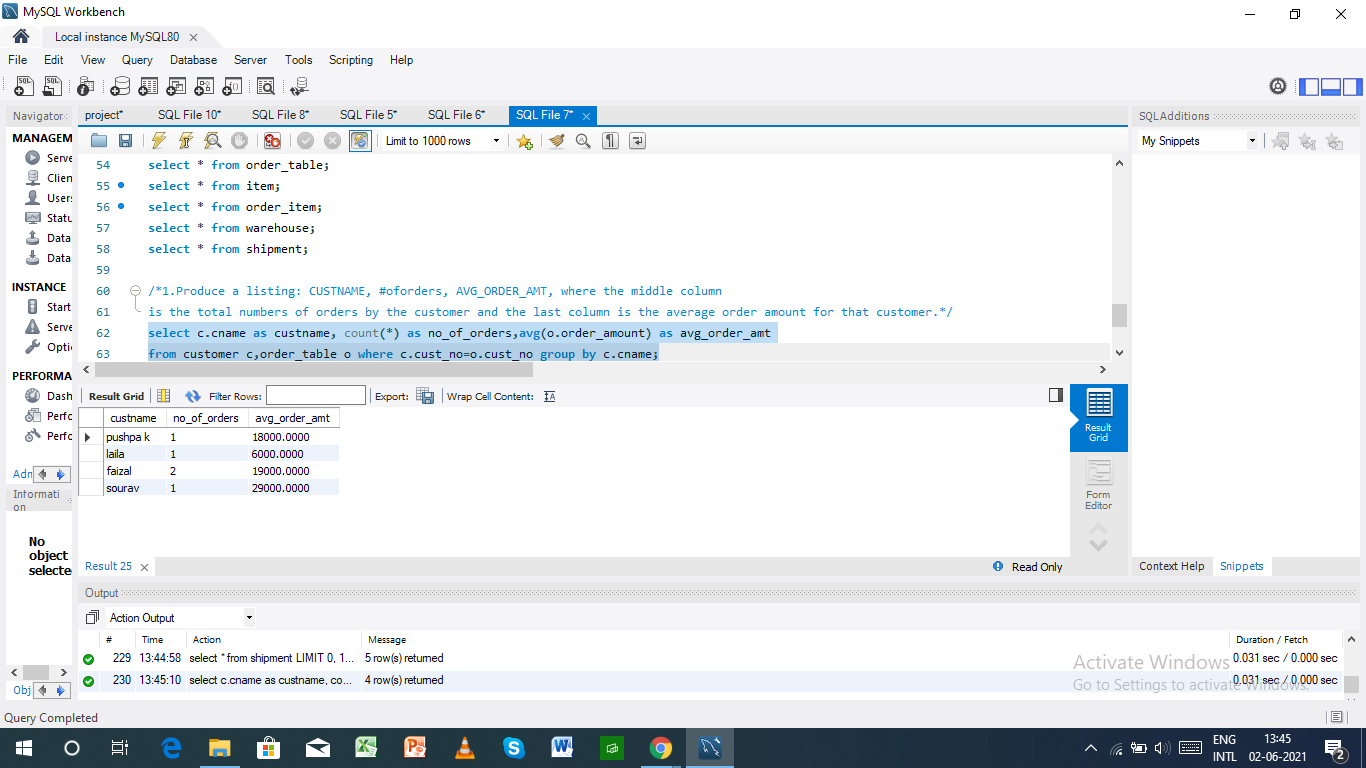 MySQL Workbench
Local instance MySQL80
File Edit View Query Database Server Tools Scripting Help
Navigator
MANAGEM
Serve
Clien
Users
Statu
Data
Data
INSTANCE
Start
Serve
Optio
PERFORMA
Dash
Perfo
Perfo
Adn
Informati
on
No
object
selecte
Obj
project* SQL File 10* SQL File 8* SQL File 5* SQL File 6* SQL File 7*
Limit to 1000 rows
54 select * from order_table;
55 select * from item;
56 select * from order_item;
57 select * from warehouse;
58 select * from shipment;
59
60 /*1.Produce a listing: CUSTNAME, #oforders, AVG_ORDER_AMT, where the middle column
61 is the total numbers of orders by the customer and the last column is the average order amount for that customer.*/
62 select c.cname as custname, count(*) as no_of_orders,avg(o.order_amount) as avg_order_amt
63 from customer c,order_table o where c.cust_no=o.cust_no group by c.cname;
Result Grid Filter Rows: Export: Wrap Cell Content:
custname no_of_orders avg_order_amt
pushpa k 1 18000.0000
laila 1 6000.0000
faizal 2 19000.0000
sourav 1 29000.0000
Result
Grid
Form
Editor
Result 25
Read Only
SQLAdditions
My Snippets
Context Help Snippets
Output
Action Output
# Time Action Message Duration / Fetch
229 13:44:58 select * from shipment LIMIT 0, 1... 5 row(s) returned 0.031 sec / 0.000 sec
230 13:45:10 select c.cname as custname, co... 4 row(s) returned 0.031 sec / 0.000 sec
Activate Windows
Go to Settings to activate Windows.
Query Completed
ENG
INTL
13:45
02-06-2021
2